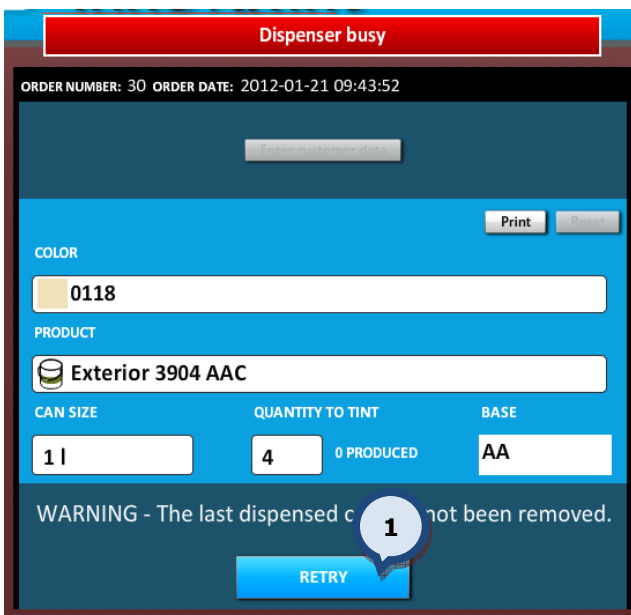 Dispenser busy
ORDER NUMBER: 30 ORDER DATE: 2012-01-21 09:43:52
Enter customer data
Print Reset
COLOR
0118
PRODUCT
Exterior 3904 AAC
CAN SIZE QUANTITY TO TINT BASE
1 l 4 0 PRODUCED AA
WARNING - The last dispensed not been removed.
1
RETRY